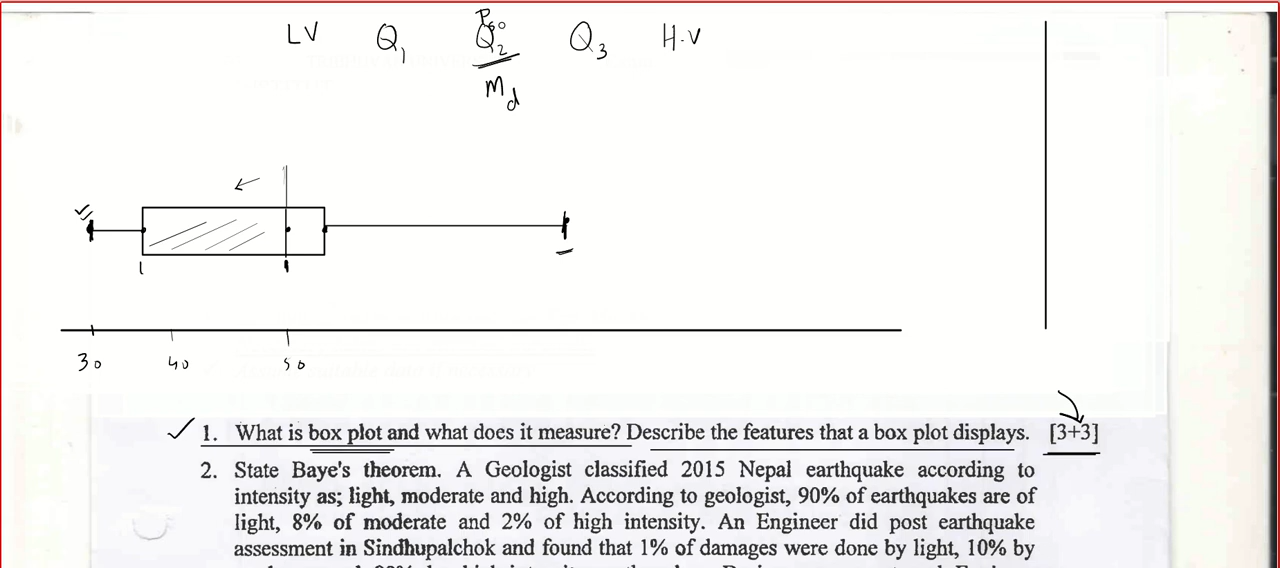 LV Q1 Q2 Q3 H.V
Md
30 40 50
1. What is box plot and what does it measure? Describe the features that a box plot displays. [3+3]
2. State Baye's theorem. A Geologist classified 2015 Nepal earthquake according to
intensity as; light, moderate and high. According to geologist, 90% of earthquakes are of
light, 8% of moderate and 2% of high intensity. An Engineer did post earthquake
assessment in Sindhupalchok and found that 1% of damages were done by light, 10% by